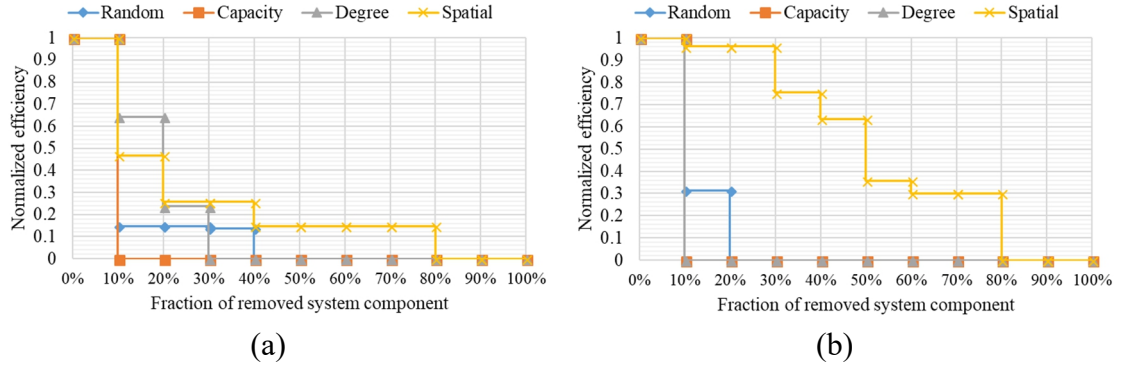 Random Capacity Degree Spatial
1
0.9
0.8
0.7
0.6
0.5
0.4
0.3
0.2
0.1
0
Normalized efficiency
0% 10% 20% 30% 40% 50% 60% 70% 80% 90% 100%
Fraction of removed system component
(a)
Random Capacity Degree Spatial
1
0.9
0.8
0.7
0.6
0.5
0.4
0.3
0.2
0.1
0
Normalized efficiency
0% 10% 20% 30% 40% 50% 60% 70% 80% 90% 100%
Fraction of removed system component
(b)